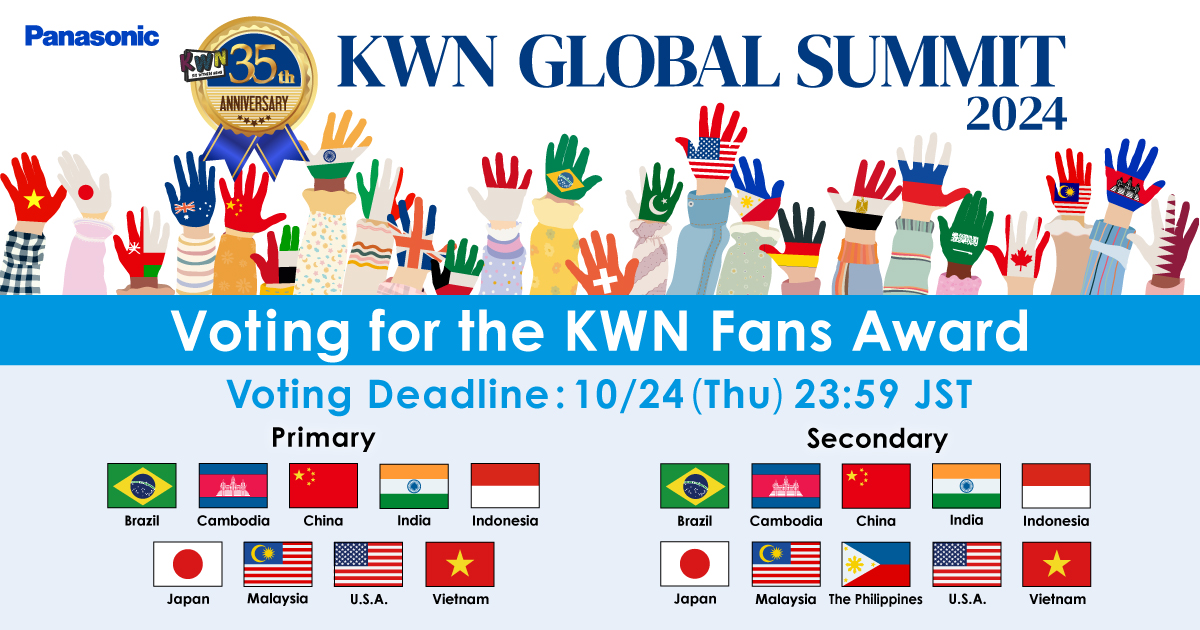 Panasonic
KWN
35th
ANNIVERSARY
KWN GLOBAL SUMMIT
2024
Voting for the KWN Fans Award
Voting Deadline: 10/24 (Thu) 23:59 JST
Primary
Brazil Cambodia China India Indonesia
Japan Malaysia U.S.A. Vietnam
Secondary
Brazil Cambodia China India Indonesia
Japan Malaysia The Philippines U.S.A. Vietnam